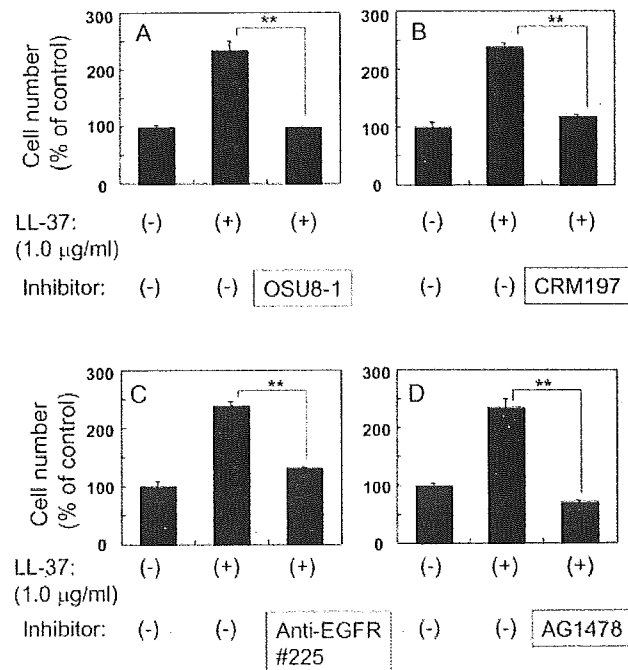 A
B
**
**
300
250
100
0
300
200
100
0
Cell number
(% of control)
LL-37: (-) (+) (+) (-) (+) (+)
(1.0 µg/ml)
Inhibitor: (-) (-) OSU8-1 (-) (-) CRM197
C
D
**
**
300
250
100
0
300
200
100
0
Cell number
(% of control)
LL-37: (-) (+) (+) (-) (+) (+)
(1.0 µg/ml)
Inhibitor: (-) (-) Anti-EGFR (-) (-) AG1478
#225